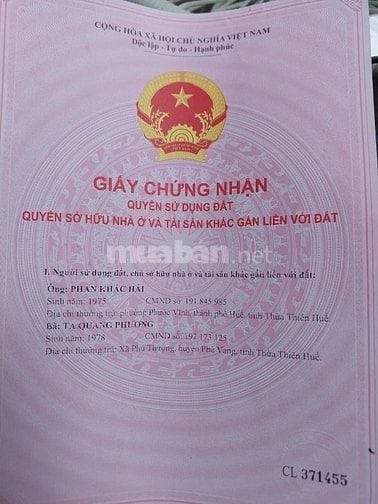 CỘNG HÒA XÃ HỘI CHỦ NGHĨA VIỆT NAM
Độc lập - Tự do - Hạnh phúc
GIẤY CHỨNG NHẬN
QUYỀN SỬ DỤNG ĐẤT
QUYỀN SỞ HỮU NHÀ Ở VÀ TÀI SẢN KHÁC GẮN LIỀN VỚI ĐẤT
muaban.net
I. Người sử dụng đất, chủ sở hữu nhà ở và tài sản khác gắn liền với đất:
Ông: PHAN KHẮC HẢI
Sinh năm: 1975 CMND số: 191 845 985
Địa chỉ thường trú: phường Phước Vĩnh, thành phố Huế, tỉnh Thừa Thiên Huế.
Bà: TẠ QUANG PHƯƠNG
Sinh năm: 1978 CMND số: 192 173 125
Địa chỉ thường trú: Xã Phú Thượng, huyện Phú Vang, tỉnh Thừa Thiên Huế.
muaban.net
CL 371455